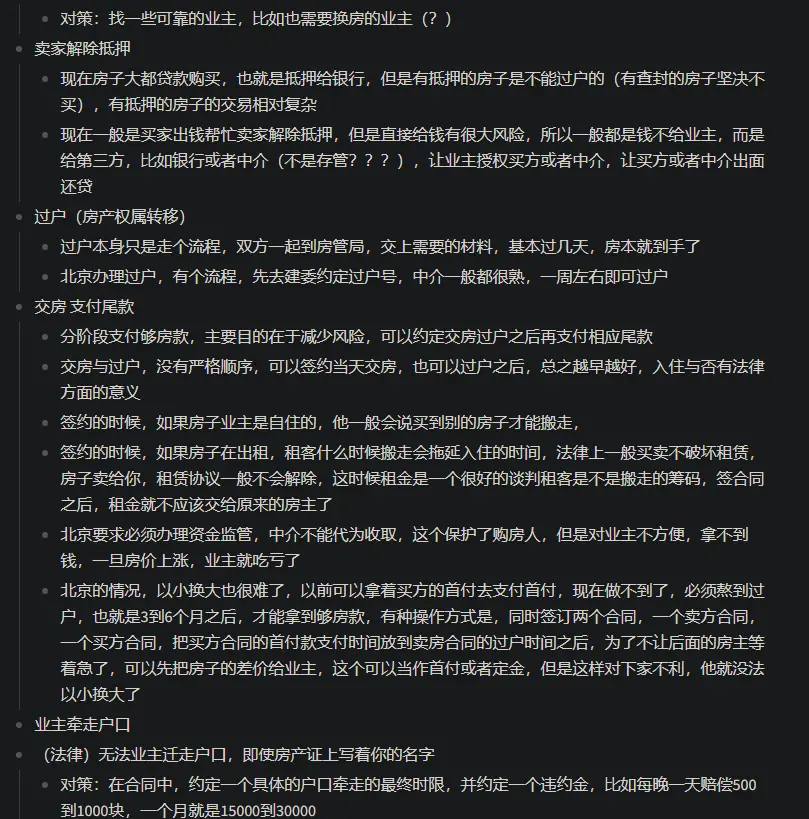 对策：找一些可靠的业主，比如也需要换房的业主（？）
卖家解除抵押
现在房子大都贷款购买，也就是抵押给银行，但是有抵押的房子是不能过户的（有查封的房子坚决不
买），有抵押的房子的交易相对复杂
现在一般是买家出钱帮忙卖家解除抵押，但是直接给钱有很大风险，所以一般都是钱不给业主，而是
给第三方，比如银行或者中介（不是存管？？？），让业主授权买方或者中介，让买方或者中介出面
还贷
过户（房产权属转移）
过户本身只是走个流程，双方一起到房管局，交上需要的材料，基本过几天，房本就到手了
北京办理过户，有个流程，先去建委约定过户号，中介一般都很熟，一周左右即可过户
交房 支付尾款
分阶段支付够房款，主要目的在于减少风险，可以约定交房过户之后再支付相应尾款
交房与过户，没有严格顺序，可以签约当天交房，也可以过户之后，总之越早越好，入住与否有法律
方面的意义
签约的时候，如果房子业主是自住的，他一般会说买到别的房子才能搬走，
签约的时候，如果房子在出租，租客什么时候搬走会拖延入住的时间，法律上一般买卖不破坏租赁，
房子卖给你，租赁协议一般不会解除，这时候租金是一个很好的谈判租客是不是搬走的筹码，签合同
之后，租金就不应该交给原来的房主了
北京要求必须办理资金监管，中介不能代为收取，这个保护了购房人，但是对业主不方便，拿不到
钱，一旦房价上涨，业主就吃亏了
北京的情况，以小换大也很难了，以前可以拿着买方的首付去支付首付，现在做不到了，必须熬到过
户，也就是3到6个月之后，才能拿到够房款，有种操作方式是，同时签订两个合同，一个卖方合同，
一个买方合同，把买方合同的首付款支付时间放到卖房合同的过户时间之后，为了不让后面的房主等
着急了，可以先把房子的差价给业主，这个可以当作首付或者定金，但是这样对下家不利，他就没法
以小换大了
业主牵走户口
（法律）无法业主迁走户口，即使房产证上写着你的名字
对策：在合同中，约定一个具体的户口牵走的最终时限，并约定一个违约金，比如每晚一天赔偿500
到1000块，一个月就是15000到30000